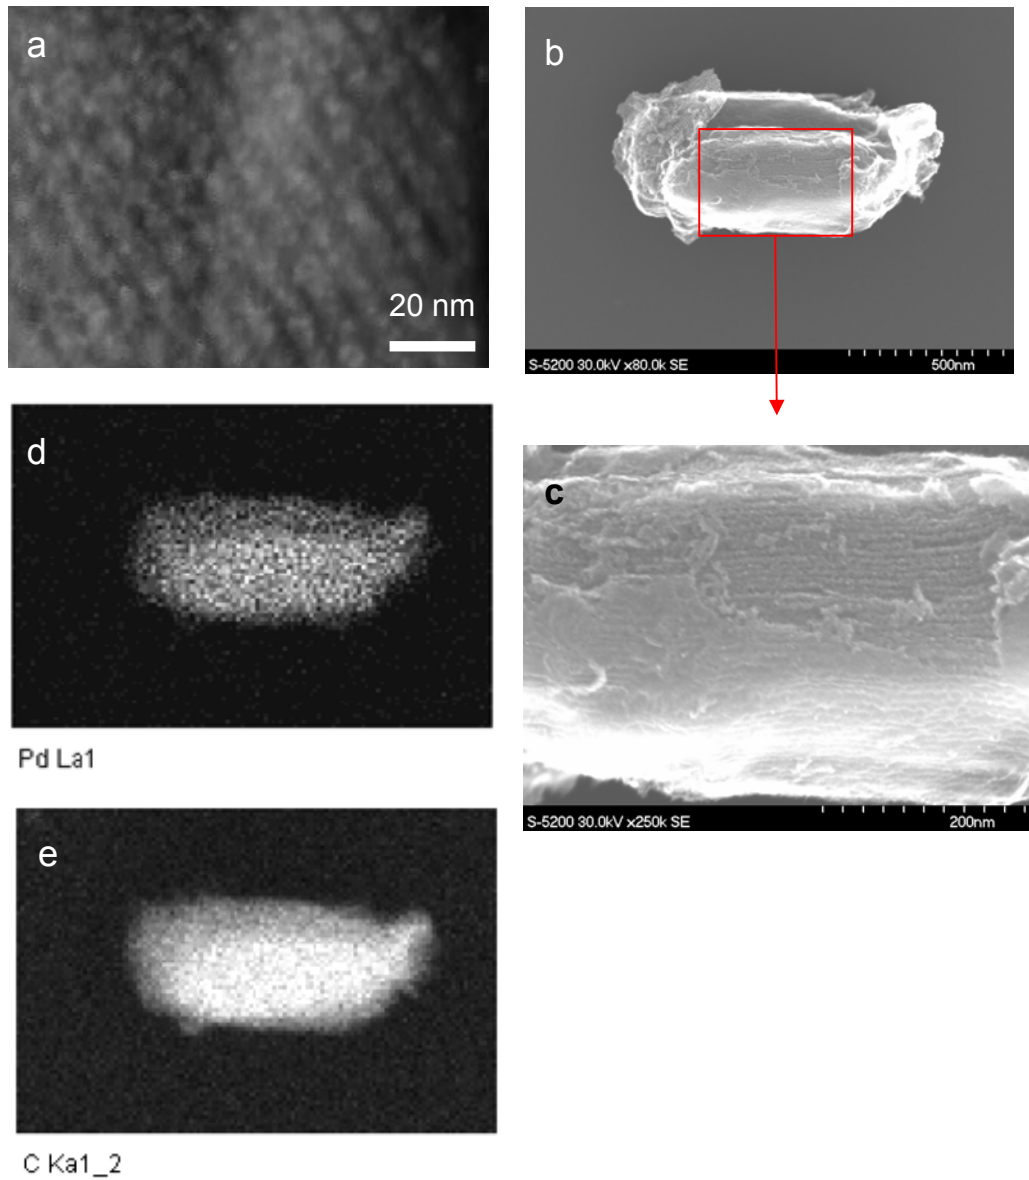 a
20 nm
b
S-5200 30.0kV x80.0k SE
500nm
c
S-5200 30.0kV x250k SE
200nm
d
Pd La1
e
C Ka1_2